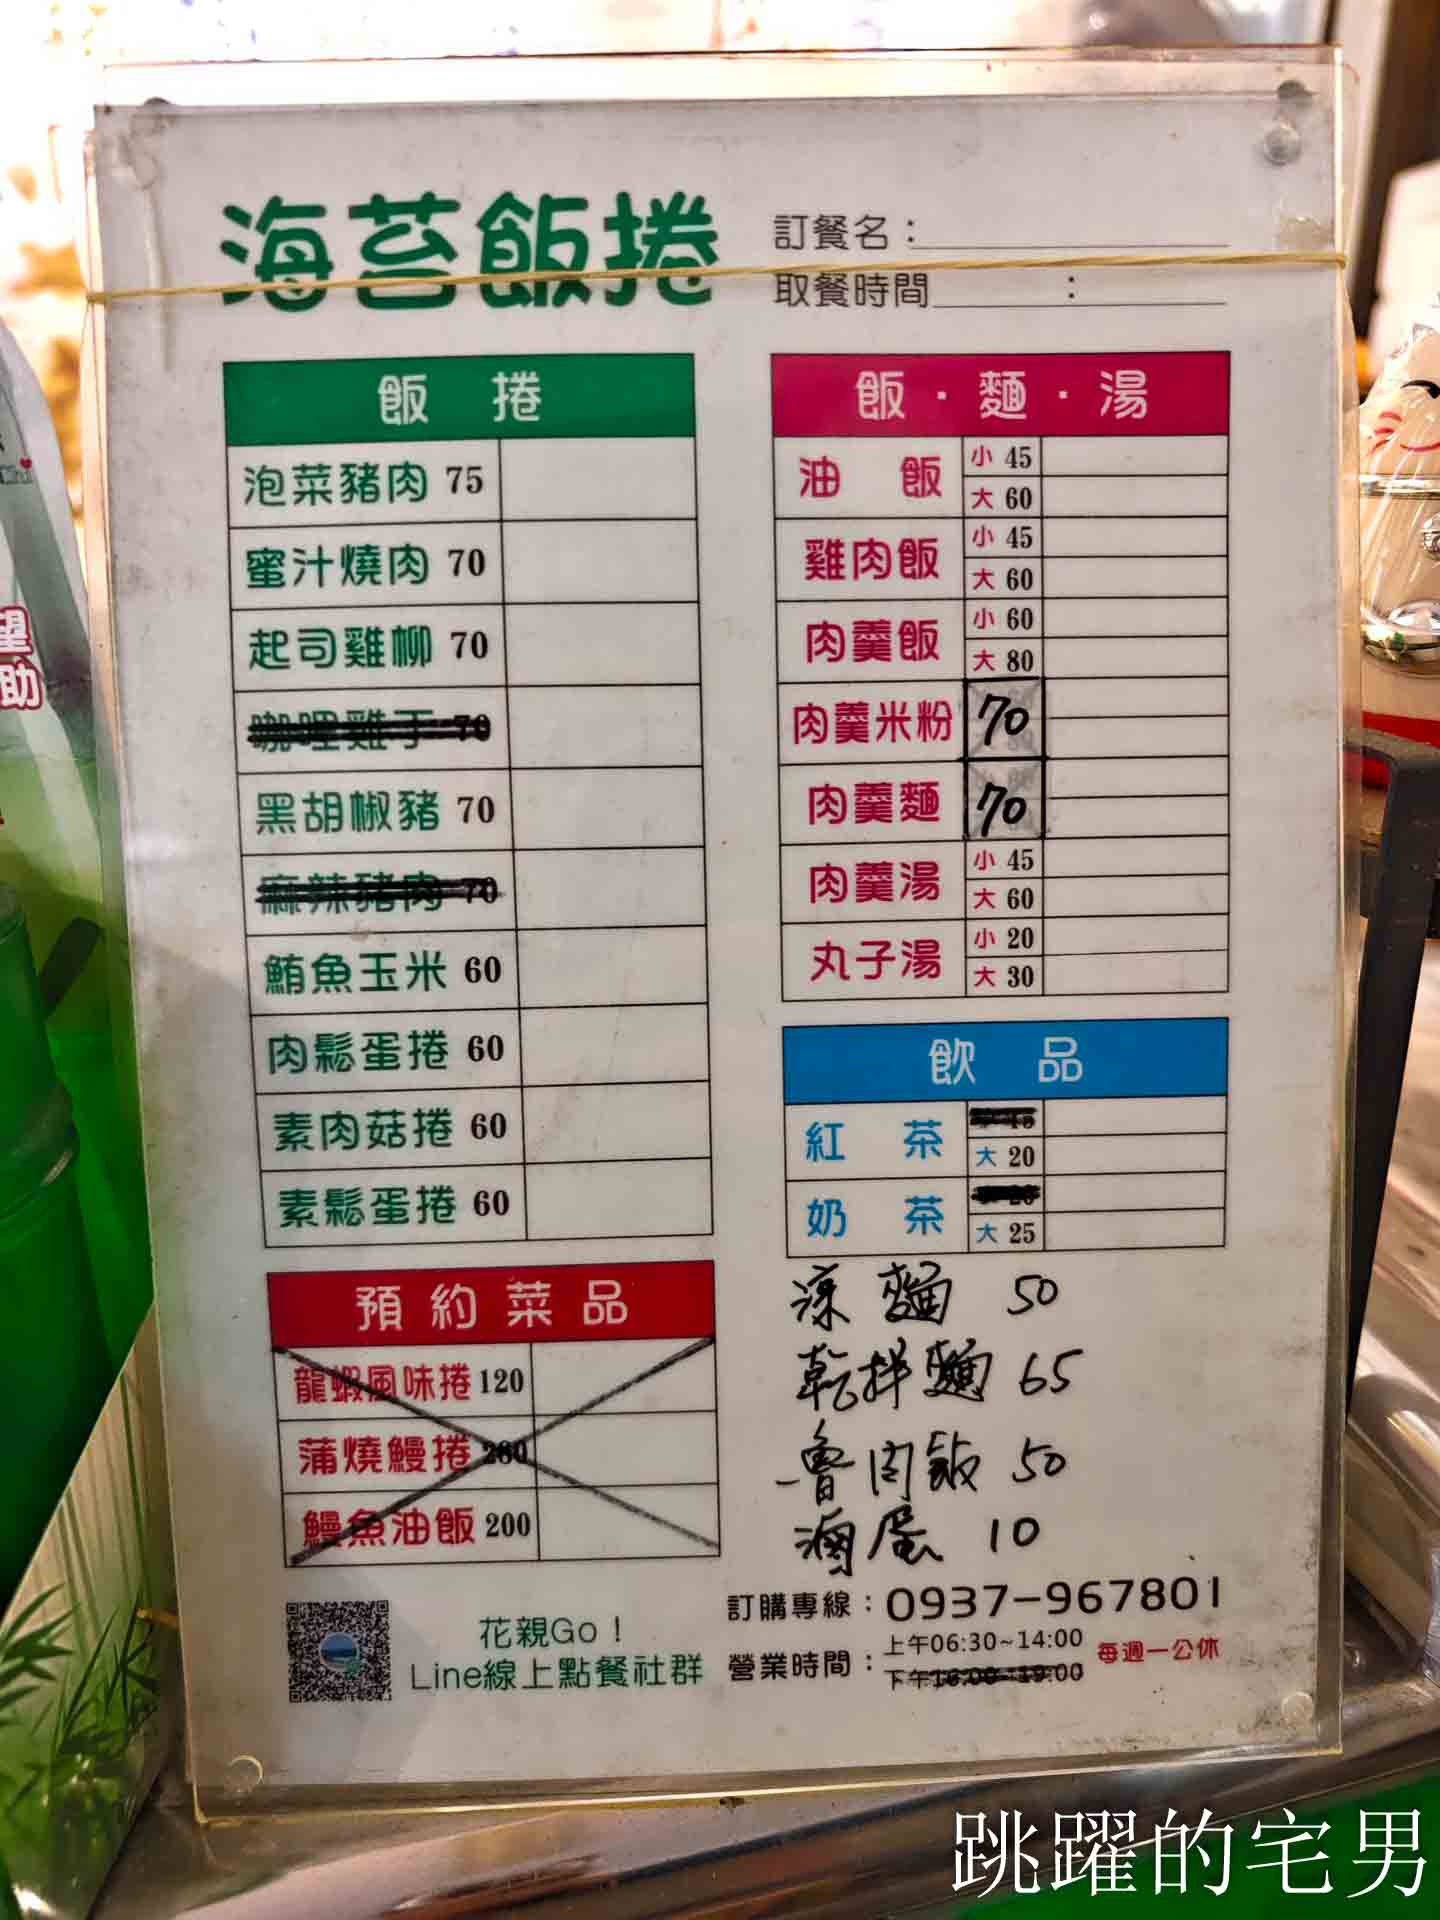 海苔飯捲
訂餐名：
取餐時間 ：
飯 捲
泡菜豬肉 75
蜜汁燒肉 70
起司雞柳 70
咖哩雞丁 70
黑胡椒豬 70
麻辣豬肉 70
鮪魚玉米 60
肉鬆蛋捲 60
素肉菇捲 60
素鬆蛋捲 60
預約菜品
龍蝦風味捲 120
蒲燒鰻捲 280
鰻魚油飯 200
飯・麵・湯
油飯 小 45
大 60
雞肉飯 小 45
大 60
肉羹飯 小 60
大 80
肉羹米粉 70
肉羹麵 70
肉羹湯 小 45
大 60
丸子湯 小 20
大 30
飲品
紅茶 15
大 20
奶茶 20
大 25
涼麵 50
乾拌麵 65
魯肉飯 50
滷蛋 10
花親Go！
Line線上點餐社群
訂購專線：0937-967801
營業時間：上午06:30~14:00 每週一公休
下午16:00~19:00
望
助
跳躍的宅男